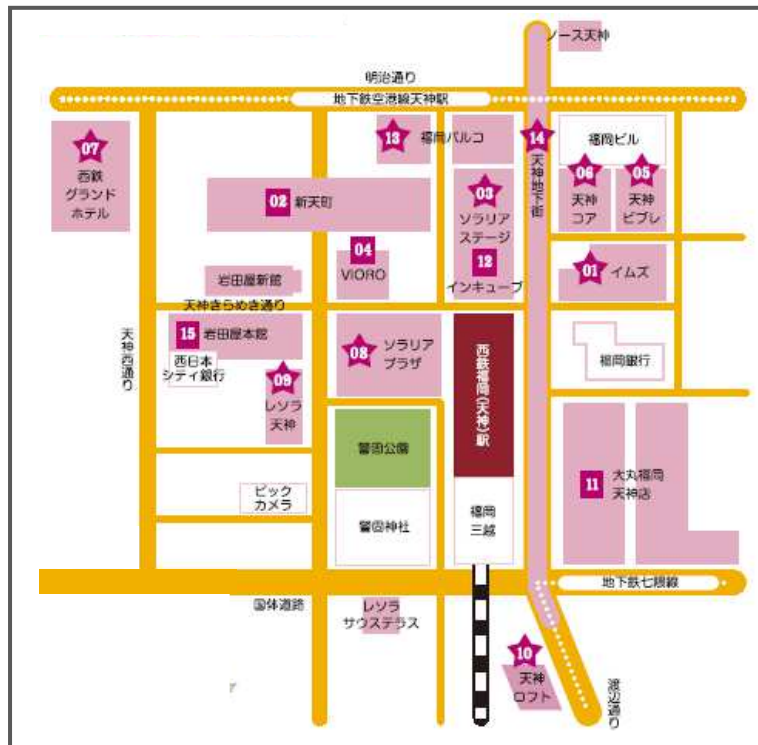 ノース天神
明治通り
地下鉄空港線天神駅
07
西鉄
グランド
ホテル
13
福岡パルコ
14
天神地下街
福岡ビル
06
天神
コア
05
天神
ビブレ
02
新天町
03
ソラリア
ステージ
12
インキューブ
04
VIORO
01
イムズ
岩田屋新館
天神きらめき通り
天神西通り
15
岩田屋本館
西日本
シティ銀行
09
レソラ
天神
08
ソラリア
プラザ
西鉄福岡(天神)駅
福岡銀行
警固公園
ビック
カメラ
警固神社
福岡
三越
11
大丸福岡
天神店
国体道路
地下鉄七隈線
レソラ
サウステラス
10
天神
ロフト
渡辺通り